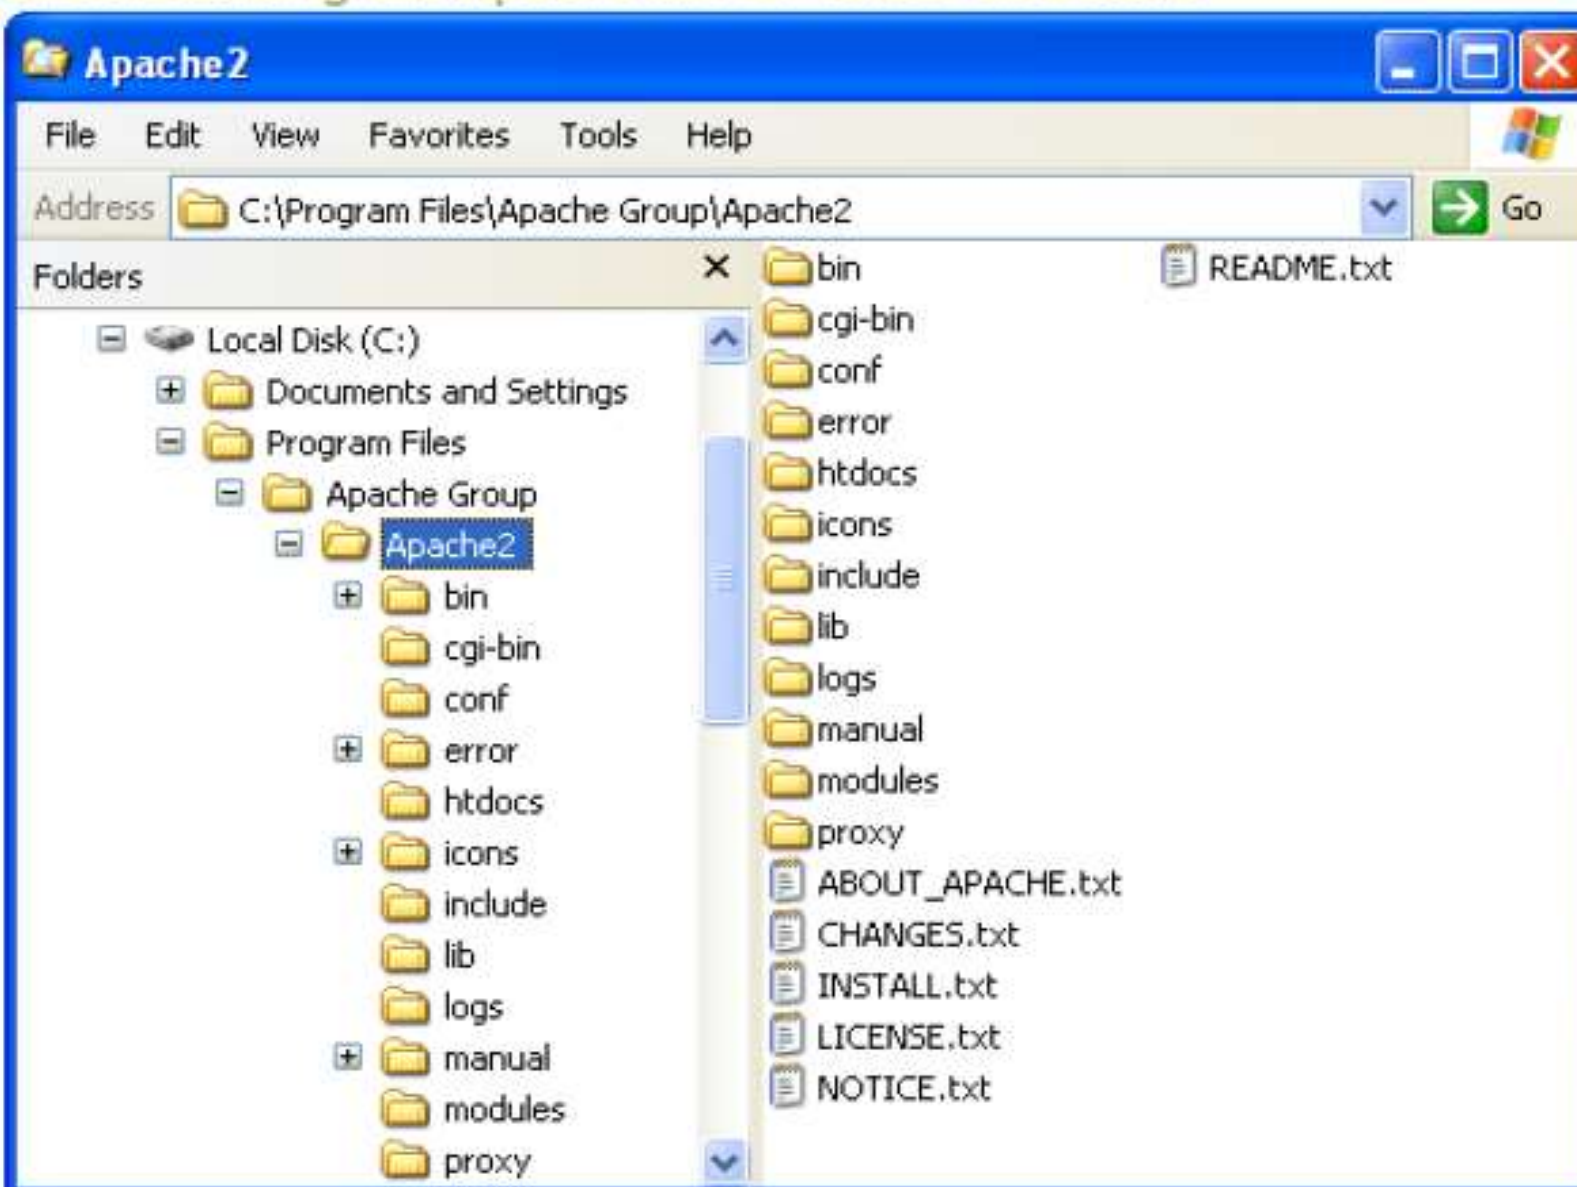 Apache2
File Edit View Favorites Tools Help
Address C:\Program Files\Apache Group\Apache2 Go
Folders
Local Disk (C:)
Documents and Settings
Program Files
Apache Group
Apache2
bin
cgi-bin
conf
error
htdocs
icons
include
lib
logs
manual
modules
proxy
bin
cgi-bin
conf
error
htdocs
icons
include
lib
logs
manual
modules
proxy
ABOUT_APACHE.txt
CHANGES.txt
INSTALL.txt
LICENSE.txt
NOTICE.txt
README.txt